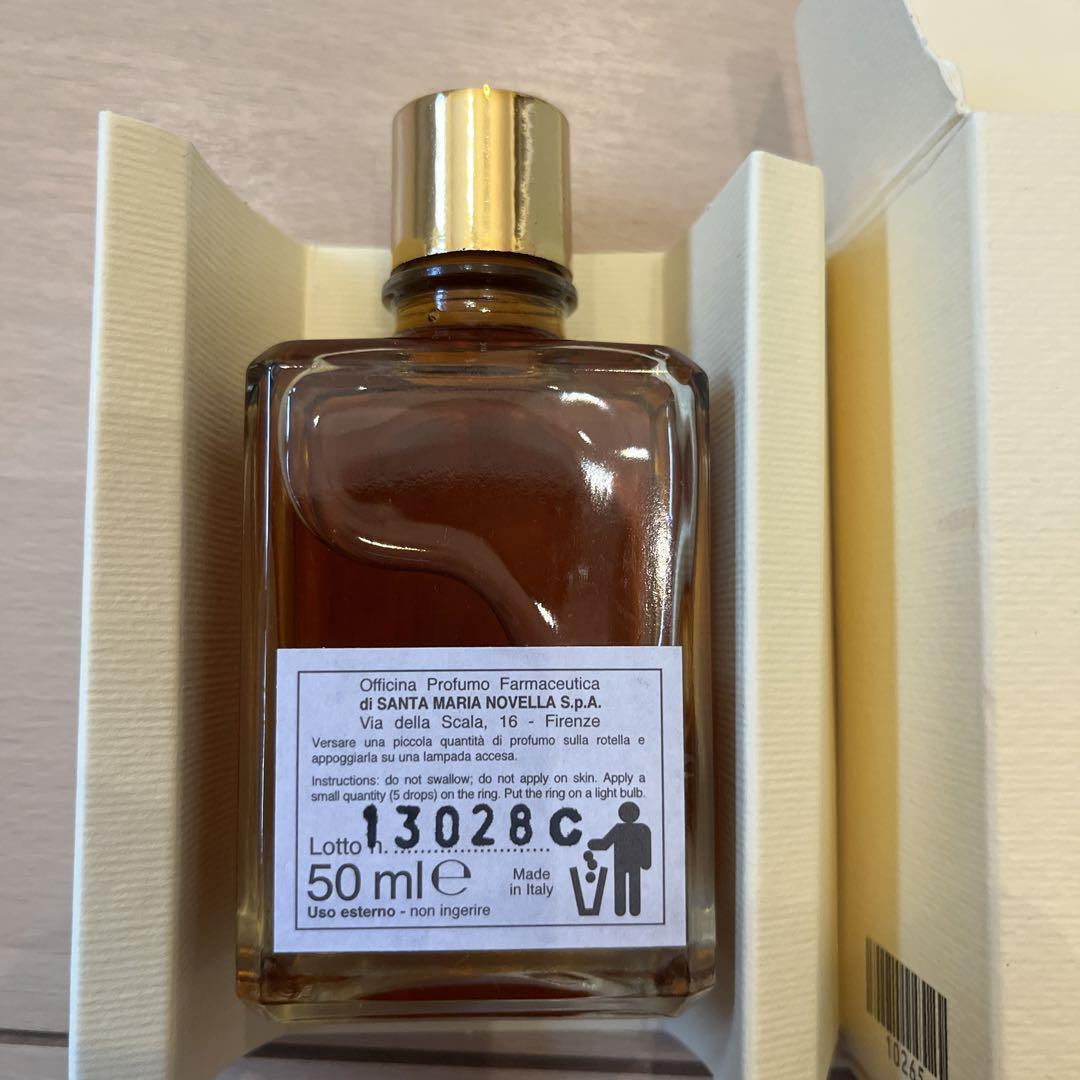 Officina Profumo Farmaceutica
di SANTA MARIA NOVELLA S.p.A.
Via della Scala, 16 - Firenze
Versare una piccola quantità di profumo sulla rotella e
appoggiarla su una lampada accesa.
Instructions: do not swallow; do not apply on skin. Apply a
small quantity (5 drops) on the ring. Put the ring on a light bulb.
Lotto n. 13028C
50 ml ℮
Made
in Italy
Uso esterno - non ingerire
10265